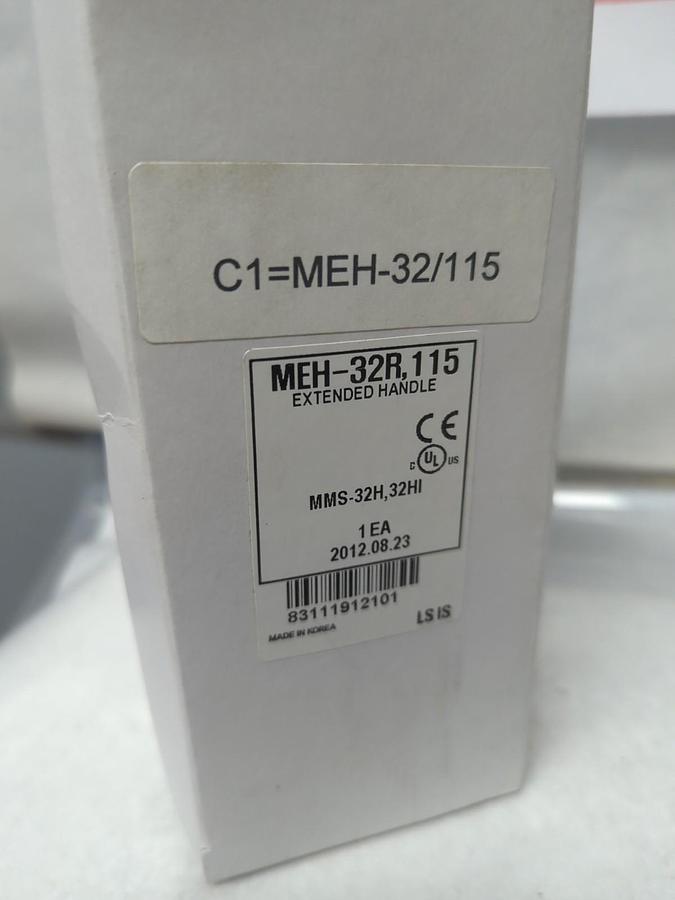 C1=MEH-32/115
MEH-32R,115
EXTENDED HANDLE
CE
C UL US
MMS-32H,32HI
1 EA
2012.08.23
83111912101
MADE IN KOREA
LS IS